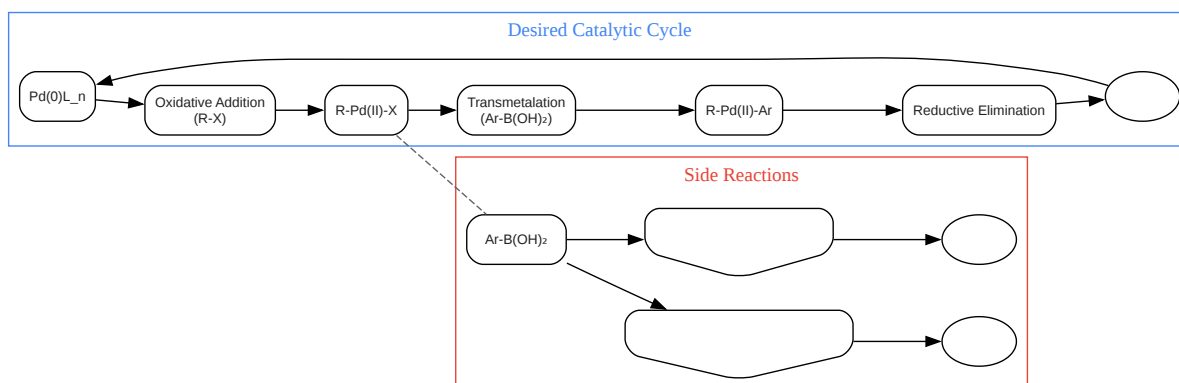 Desired Catalytic Cycle
Pd(0)L_n
Oxidative Addition
(R-X)
R-Pd(II)-X
Transmetalation
(Ar-B(OH)₂)
R-Pd(II)-Ar
Reductive Elimination
Side Reactions
Ar-B(OH)₂